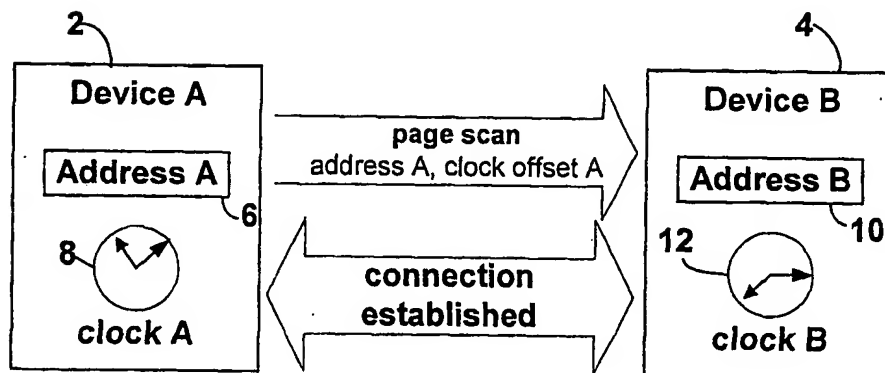 2
4
Device A
Device B
page scan
address A, clock offset A
Address A
Address B
6
10
8
12
connection
established
clock A
clock B